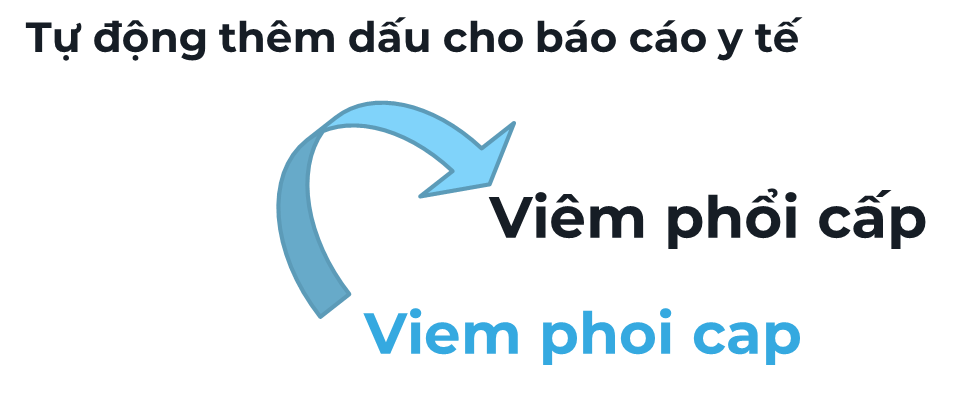 Tự động thêm dấu cho báo cáo y tế
Viêm phổi cấp
Viem phoi cap